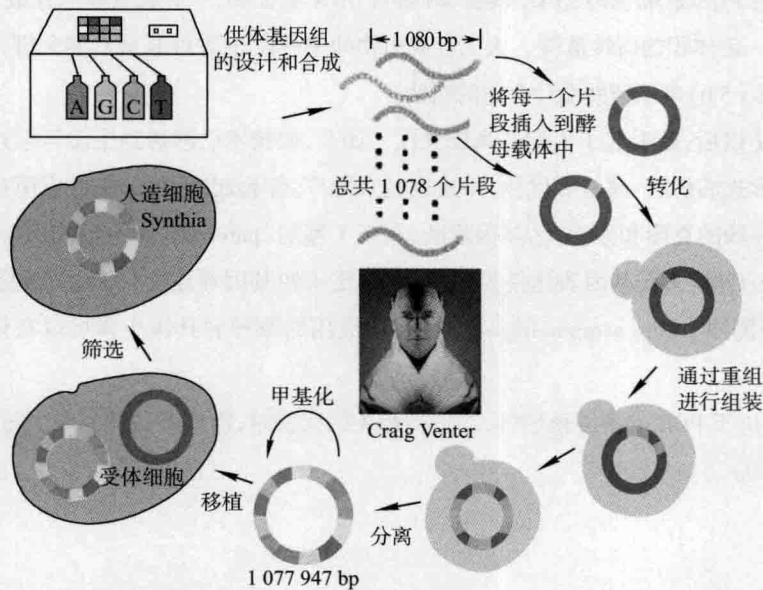 A G C T
供体基因组
的设计和合成
1 080 bp
将每一个片
段插入到酵
母载体中
总共 1 078 个片段
转化
通过重组
进行组装
分离
1 077 947 bp
甲基化
移植
受体细胞
筛选
人造细胞
Synthia
Craig Venter